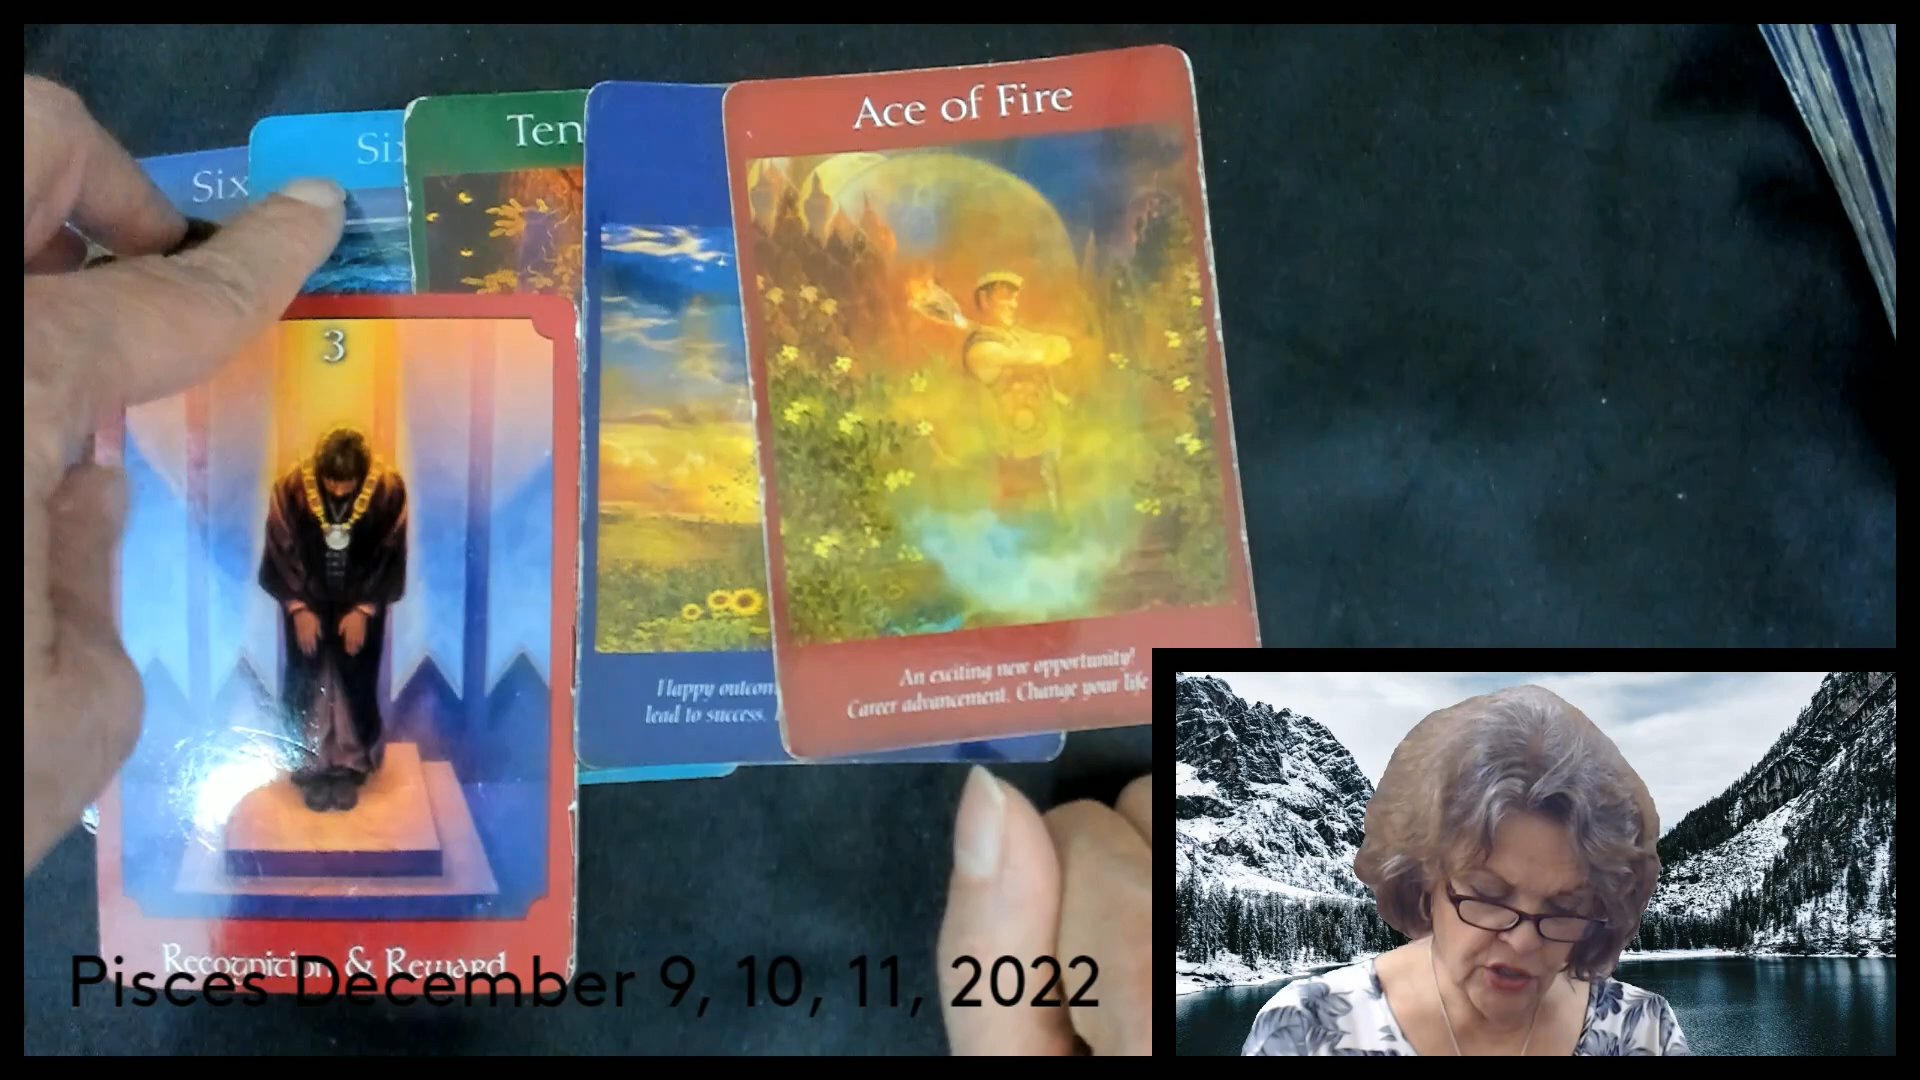 Ace of Fire
Ten
Six
Six
3
An exciting new opportunity!
Career advancement. Change your life
Happy outcom
lead to success.
Recognition & Reward
Pisces December 9, 10, 11, 2022